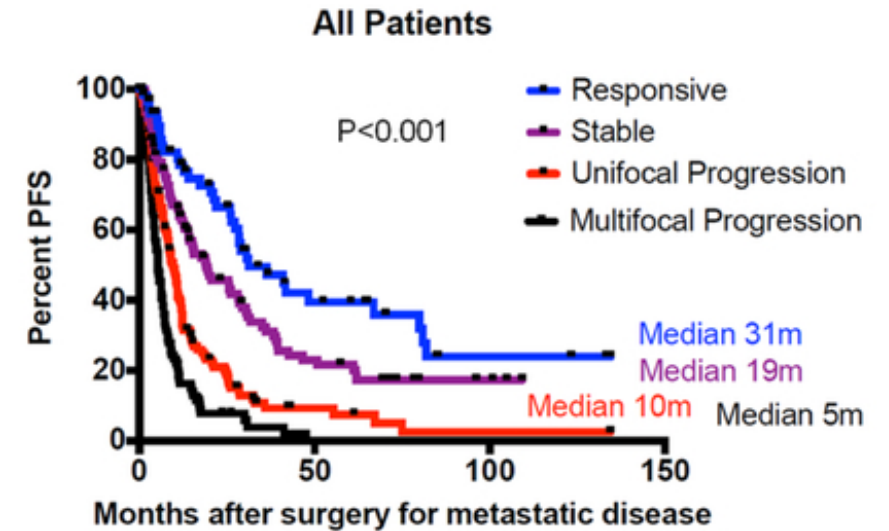 All Patients
100
80
60
40
20
0
Percent PFS
P<0.001
Responsive
Stable
Unifocal Progression
Multifocal Progression
Median 31m
Median 19m
Median 10m
Median 5m
0
50
100
150
Months after surgery for metastatic disease